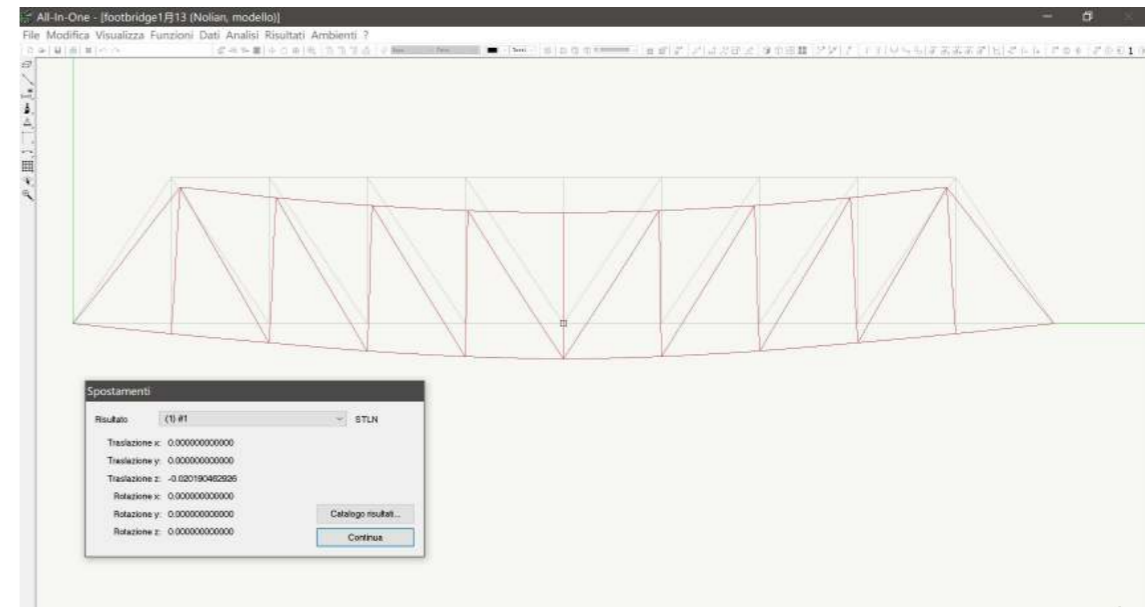 All-In-One - [footbridge1月13 (Nolian, modello)]
File Modifica Visualizza Funzioni Dati Analisi Risultati Ambienti ?
Spostamenti
Risultato (1) #1 STLN
Traslazione x: 0.000000000000
Traslazione y: 0.000000000000
Traslazione z: -0.020190462926
Rotazione x: 0.000000000000
Rotazione y: 0.000000000000
Rotazione z: 0.000000000000
Catalogo risultati...
Continua